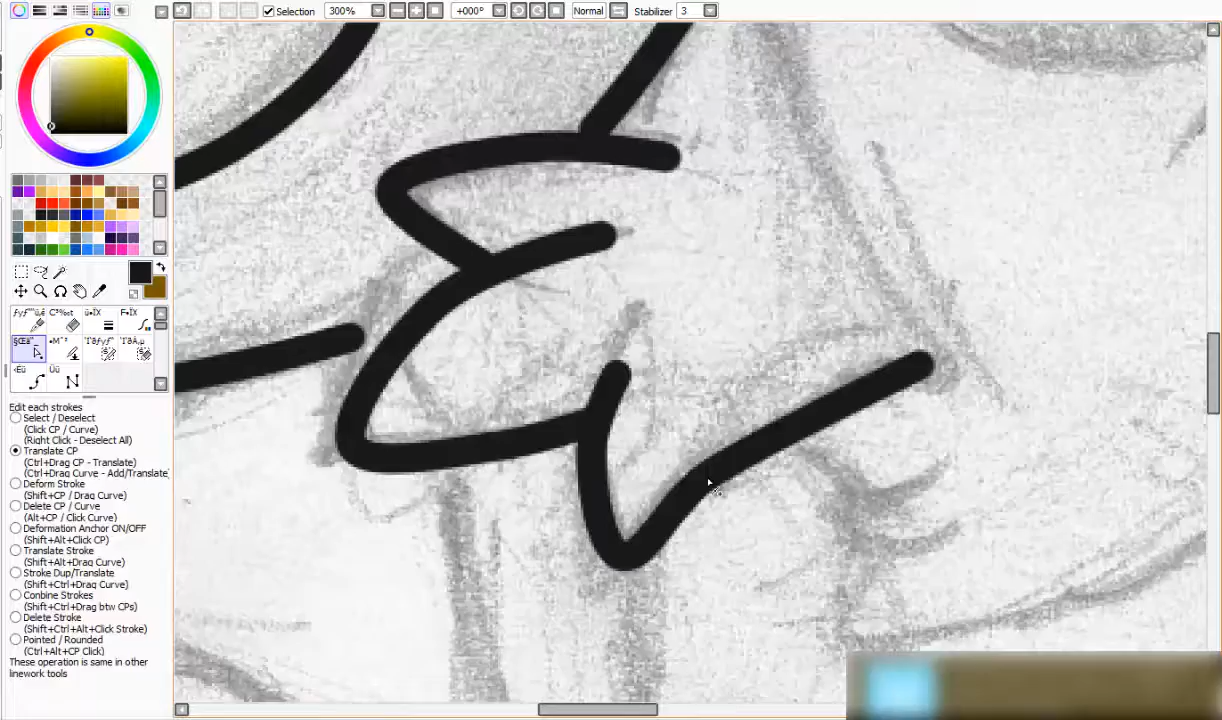 Selection 300% +000° Normal Stabilizer 3
Edit each strokes
Select / Deselect
(Click CP / Curve)
(Right Click - Deselect All)
Translate CP
(Ctrl+Drag CP - Translate)
(Ctrl+Drag Curve - Add/Translate)
Deform Stroke
(Shift+CP / Drag Curve)
Delete CP / Curve
(Alt+CP / Click Curve)
Deformation Anchor ON/OFF
(Shift+Alt+Click CP)
Translate Stroke
(Shift+Alt+Drag Curve)
Stroke Dup/Translate
(Shift+Ctrl+Drag Curve)
Combine Strokes
(Shift+Ctrl+Drag btw CPs)
Delete Stroke
(Shift+Ctrl+Alt+Click Stroke)
Pointed / Rounded
(Ctrl+Alt+CP Click)
These operation is same in other
linework tools